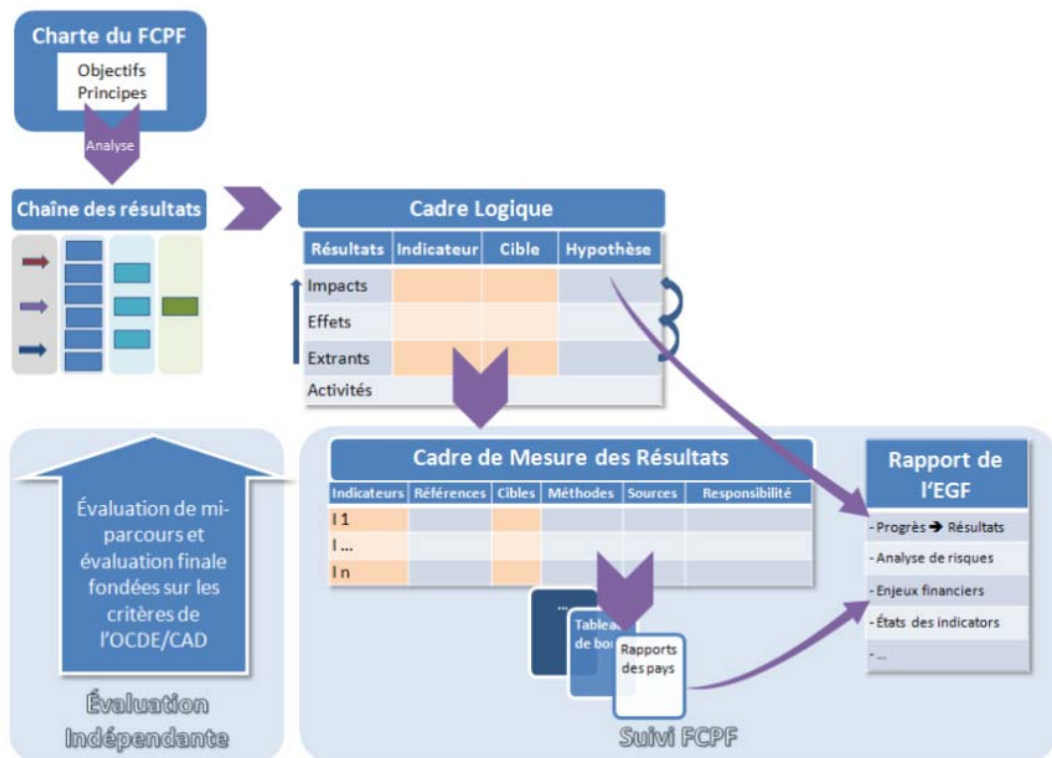 Charte du FCPF
Objectifs
Principes
Analyse
Chaîne des résultats
Cadre Logique
Résultats Indicateur Cible Hypothèse
Impacts
Effets
Extrants
Activités
Évaluation de mi-
parcours et
évaluation finale
fondées sur les
critères de
l'OCDE/CAD
Évaluation
Indépendante
Cadre de Mesure des Résultats
Indicateurs Références Cibles Méthodes Sources Responsabilité
I 1
I ...
I n
...
Tableau
de bord
Rapports
des pays
Suivi FCPF
Rapport de
l'EGF
- Progrès ➔ Résultats
- Analyse de risques
- Enjeux financiers
- États des indicators
- ...